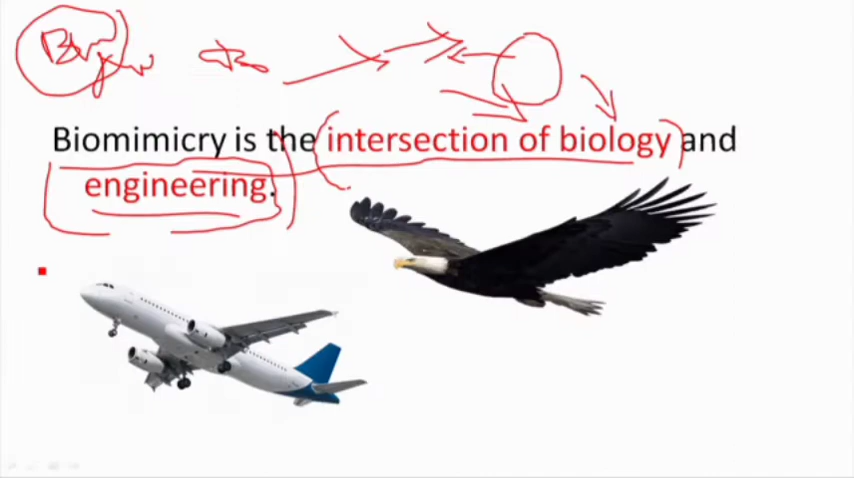 Biomimicry is the intersection of biology and
engineering.